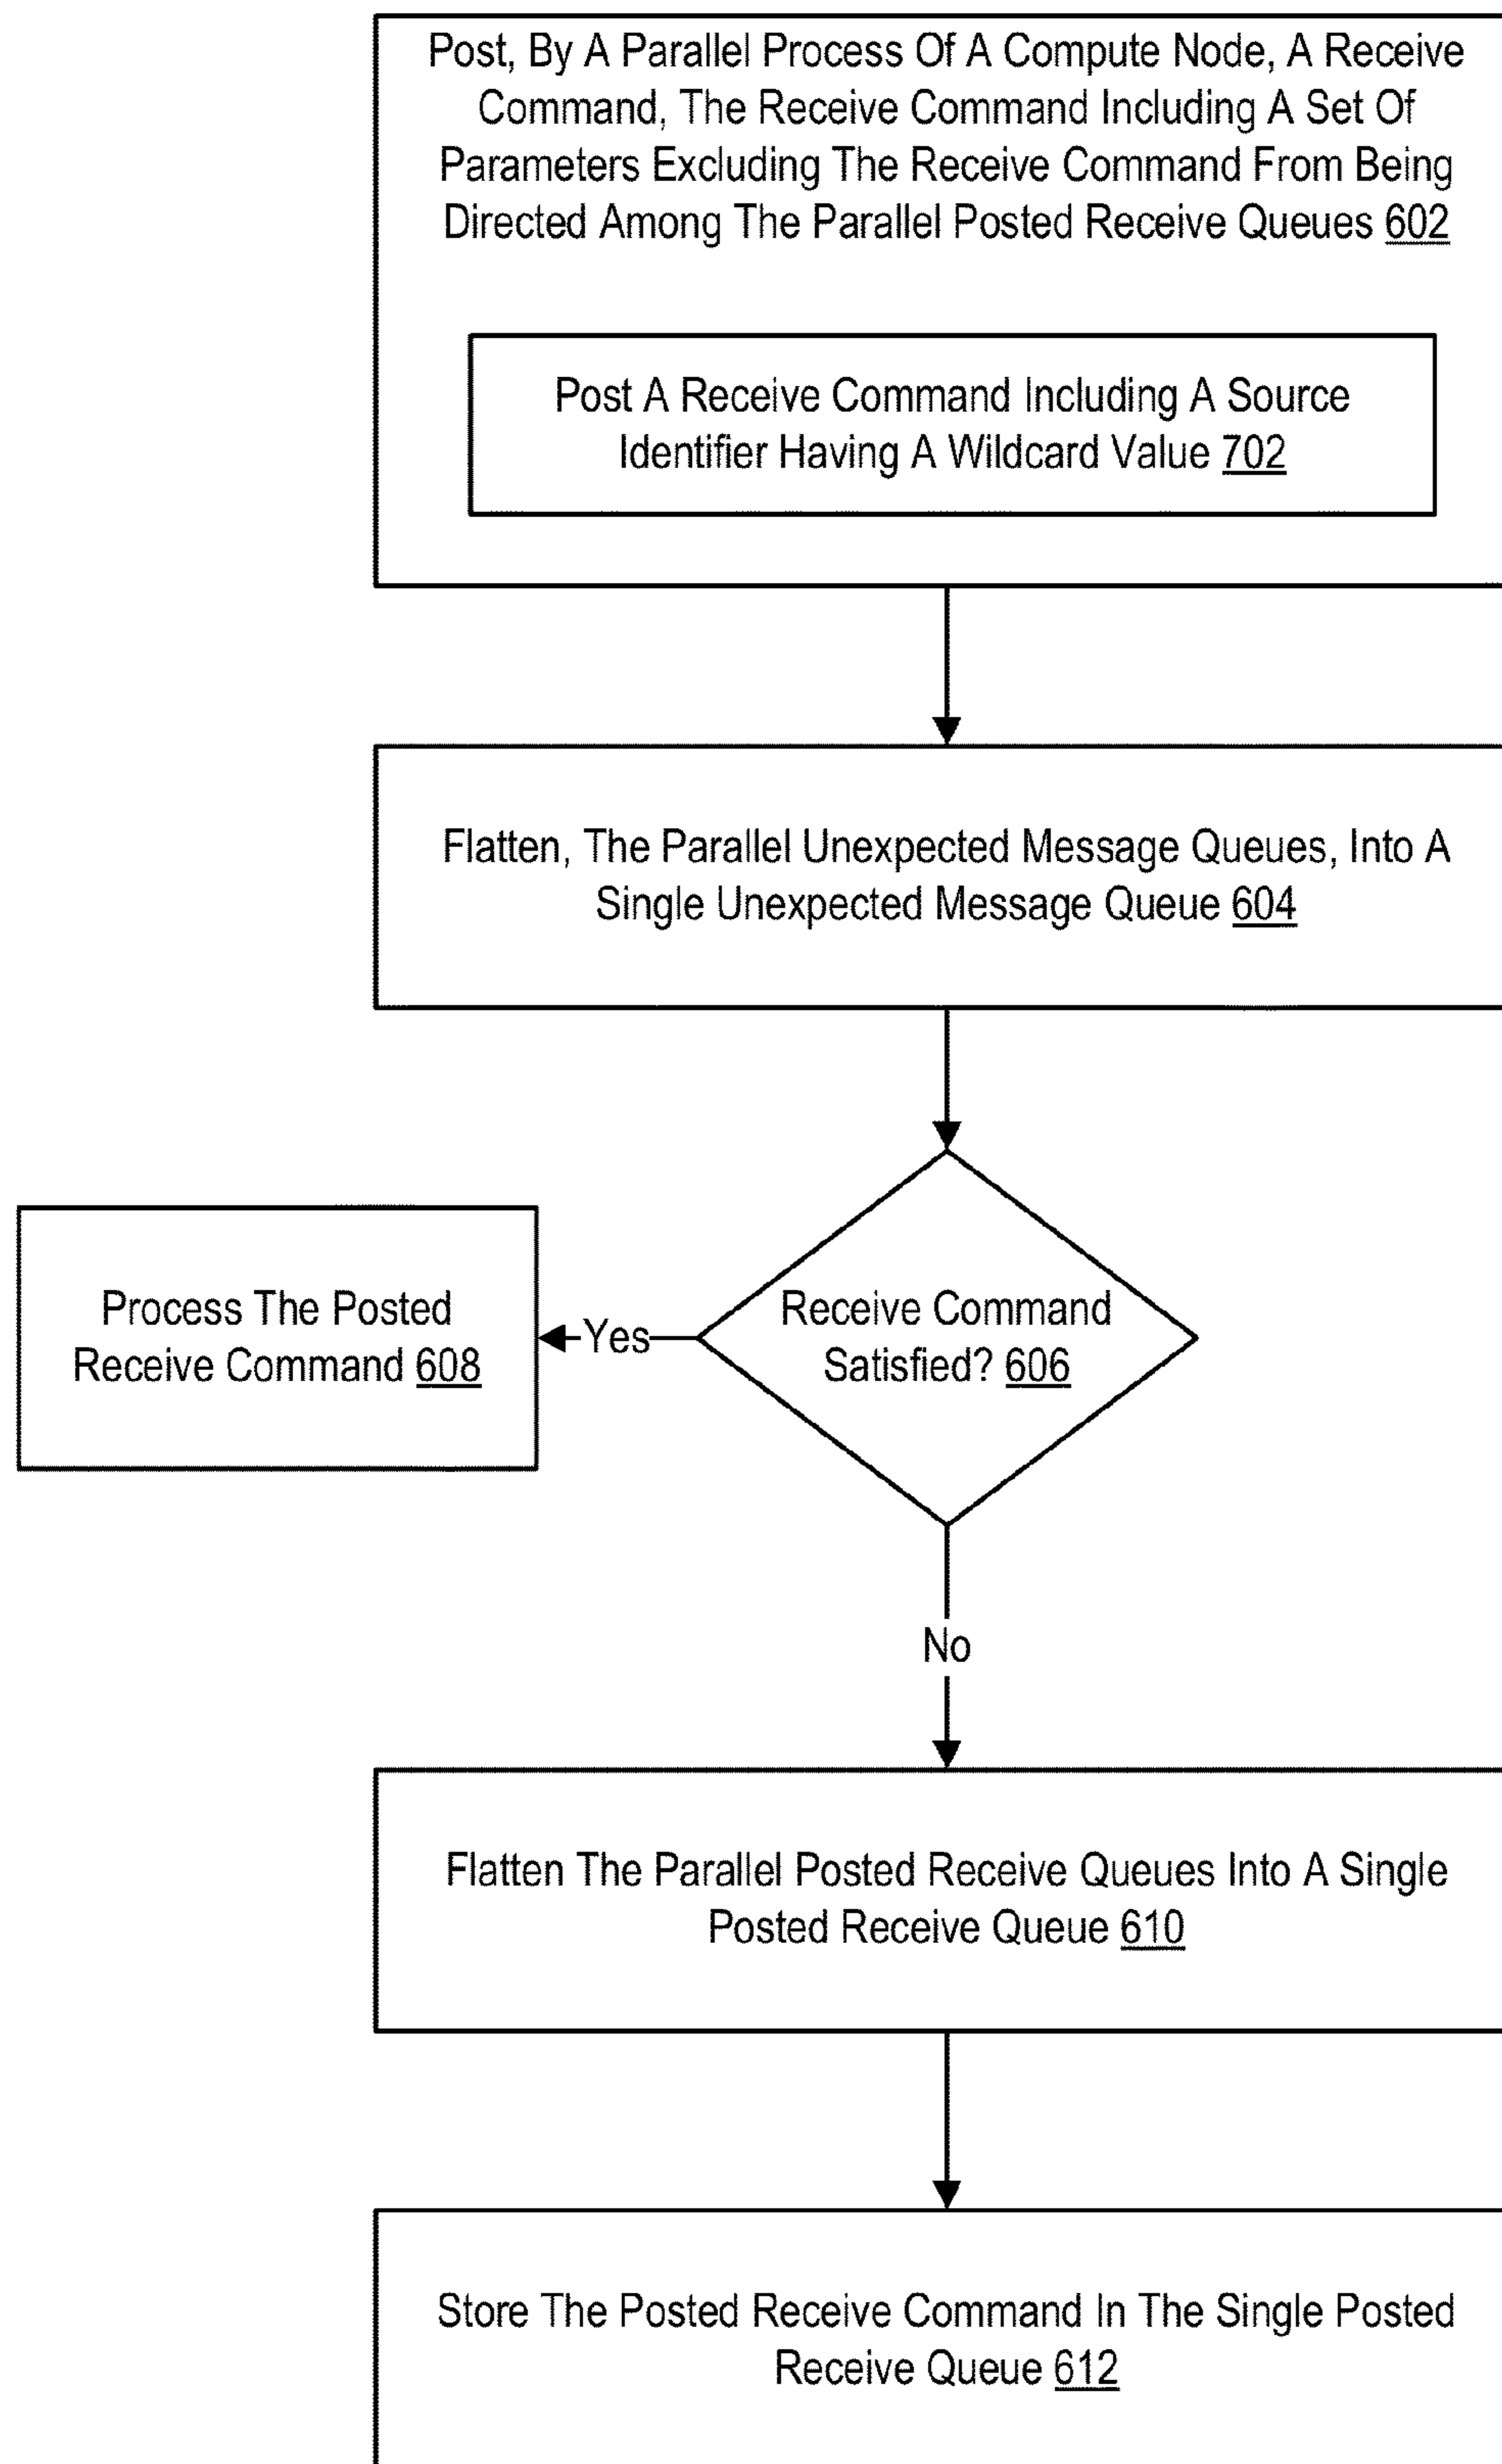 Post, By A Parallel Process Of A Compute Node, A Receive
Command, The Receive Command Including A Set Of
Parameters Excluding The Receive Command From Being
Directed Among The Parallel Posted Receive Queues 602
Post A Receive Command Including A Source
Identifier Having A Wildcard Value 702
Flatten, The Parallel Unexpected Message Queues, Into A
Single Unexpected Message Queue 604
Receive Command
Satisfied? 606
Yes
Process The Posted
Receive Command 608
No
Flatten The Parallel Posted Receive Queues Into A Single
Posted Receive Queue 610
Store The Posted Receive Command In The Single Posted
Receive Queue 612